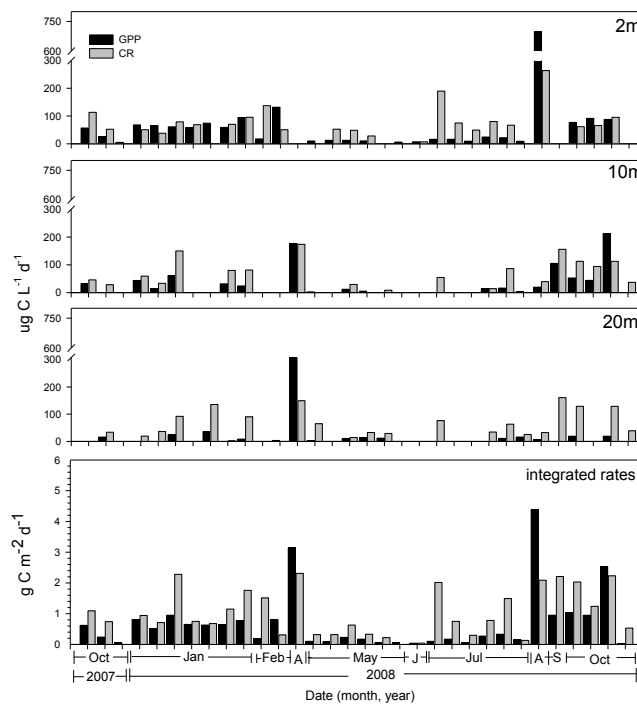 750
600
300
200
100
0
GPP
CR
2m
750
600
300
200
100
0
10m
ug C L-1 d-1
750
600
300
200
100
0
20m
6
5
4
3
2
1
0
integrated rates
g C m-2 d-1
Oct Jan Feb A May J Jul A S Oct
2007 2008
Date (month, year)